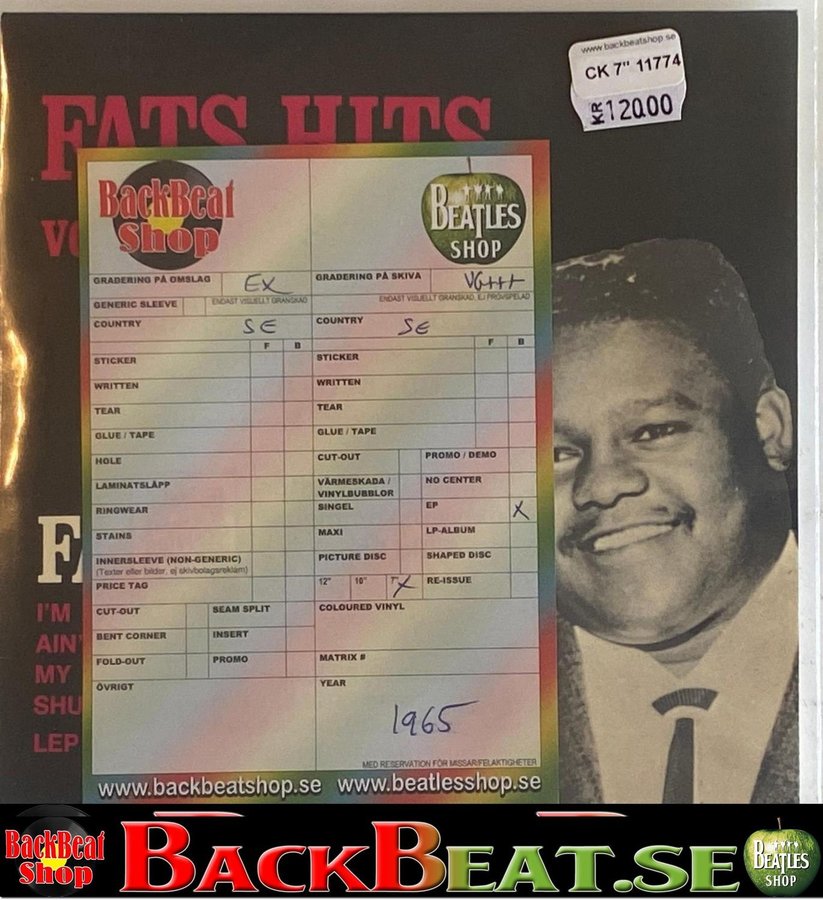 www.backbeatshop.se
CK 7" 11774
KR 120.00
FATS HITS
BackBeat Shop
BEATLES SHOP
GRADERING PÅ OMSLAG EX
GRADERING PÅ SKIVA VG+++
GENERIC SLEEVE ENDAST VISUELLT GRANSKAD
ENDAST VISUELLT GRANSKAD, EJ PROVSPELAD
COUNTRY SE
COUNTRY SE
F B
F B
STICKER
STICKER
WRITTEN
WRITTEN
TEAR
TEAR
GLUE / TAPE
GLUE / TAPE
HOLE
CUT-OUT PROMO / DEMO
LAMINATSLÄPP
VÄRMESKADA / VINYLBUBBLOR NO CENTER
RINGWEAR
SINGEL EP X
STAINS
MAXI LP-ALBUM
INNERSLEEVE (NON-GENERIC)
(Texter eller bilder, ej skivbolagsreklam)
PICTURE DISC SHAPED DISC
PRICE TAG
12" 10" 7" X RE-ISSUE
CUT-OUT SEAM SPLIT
COLOURED VINYL
BENT CORNER INSERT
FOLD-OUT PROMO
MATRIX #
ÖVRIGT
YEAR
1965
MED RESERVATION FÖR MISSAR/FELAKTIGHETER
www.backbeatshop.se www.beatlesshop.se
I'M
AIN'
MY
SHU
LEP
BackBeat Shop
BACKBEAT.SE
BEATLES SHOP